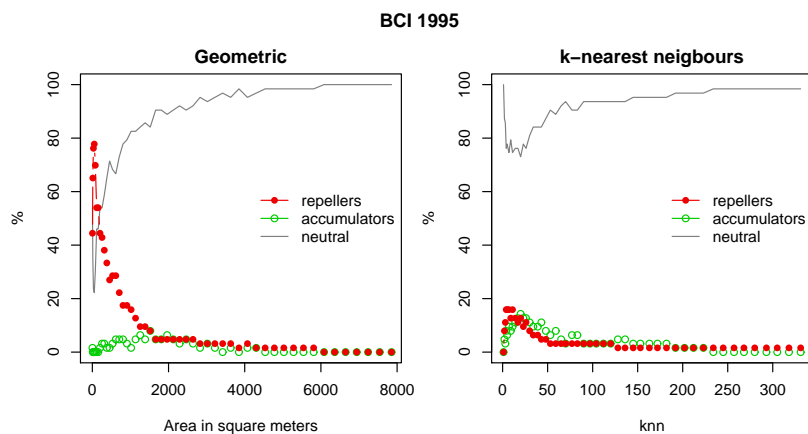 BCI 1995
Geometric
%
100
80
60
40
20
0
repellers
accumulators
neutral
0 2000 4000 6000 8000
Area in square meters
k−nearest neigbours
%
100
80
60
40
20
0
repellers
accumulators
neutral
0 50 100 150 200 250 300
knn